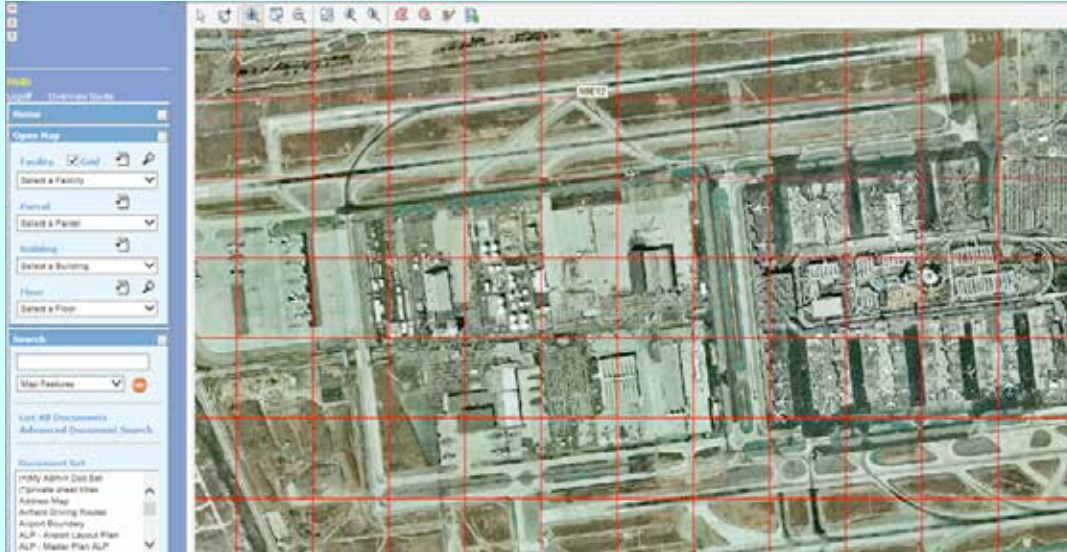 Hello
Logoff
Home
Open Map
Facility Grid
Select a Facility
Parcel
Select a Parcel
Building
Select a Building
Floor
Select a Floor
Search
Map Features
List All Documents
Advanced Document Search
Document Set
Address Map
Airfield Driving Routes
Airport Boundary
ALP - Airport Layout Plan
ALP - Master Plan ALP